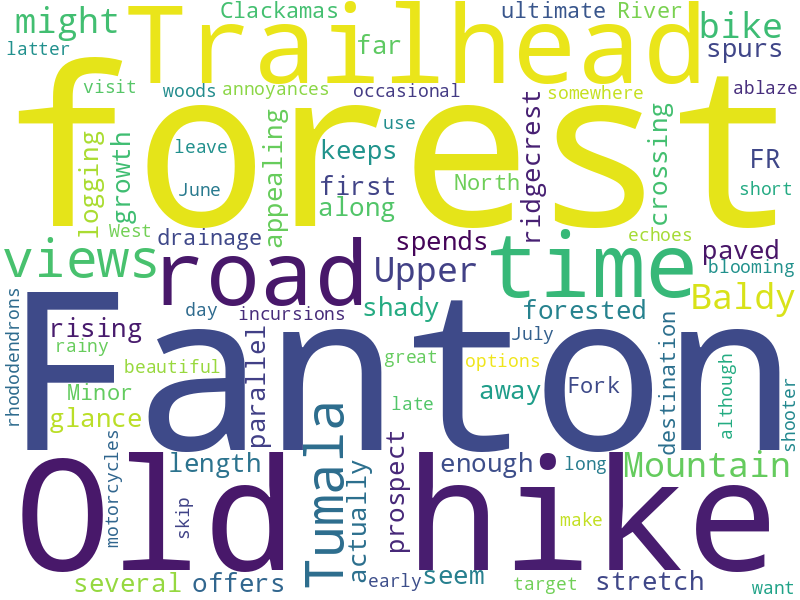 might
Clackamas
Trailhead
ultimate
River
bike
latter
far
spurs
visit
woods
annoyances
occasional
somewhere
ablaze
forest
logging
growth
leave
June
appealing
use
keeps
first
along
North
ridgecrest
crossing
FR
short
West
drainage
spends
echoes
paved
views
road
Upper
time
blooming
Baldy
rhododendrons
rising
day
incursions
shady
forested
July
rainy
beautiful
parallel
great
options
Fanton
Minor
glance
late
away
Fork
destination
although
shooter
motorcycles
skip
length
Tumala
actually
prospect
enough
long
Mountain
Old
hike
make
several
offers
early
seem
target
stretch
want